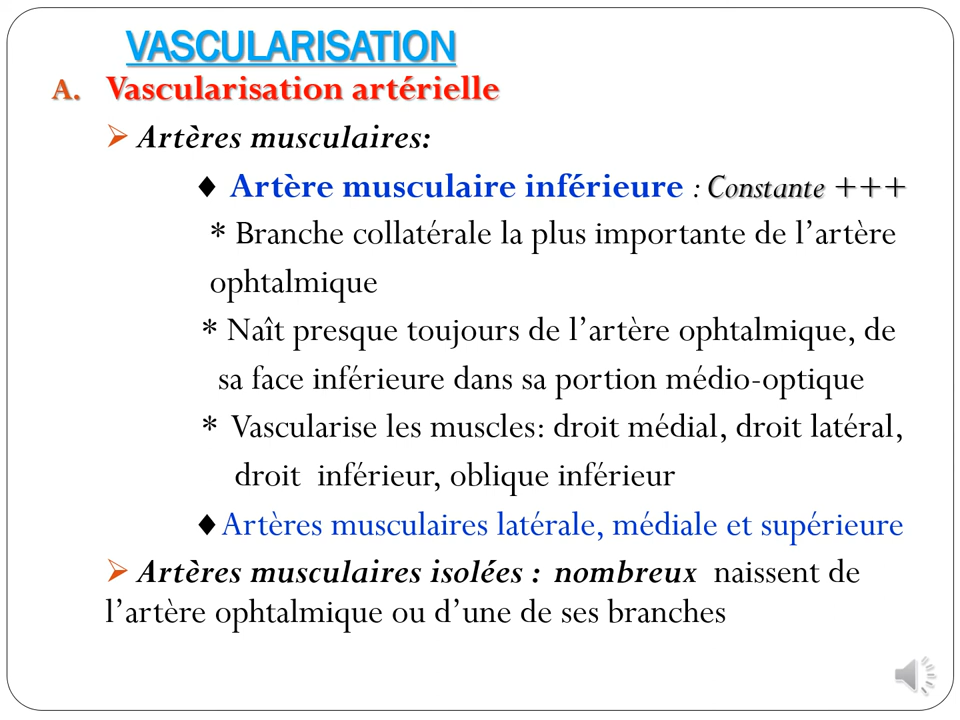 VASCULARISATION
A. Vascularisation artérielle
➢ Artères musculaires:
♦ Artère musculaire inférieure : Constante +++
* Branche collatérale la plus importante de l’artère
ophtalmique
* Naît presque toujours de l’artère ophtalmique, de
sa face inférieure dans sa portion médio-optique
* Vascularise les muscles: droit médial, droit latéral,
droit inférieur, oblique inférieur
♦Artères musculaires latérale, médiale et supérieure
➢ Artères musculaires isolées : nombreux naissent de
l’artère ophtalmique ou d’une de ses branches